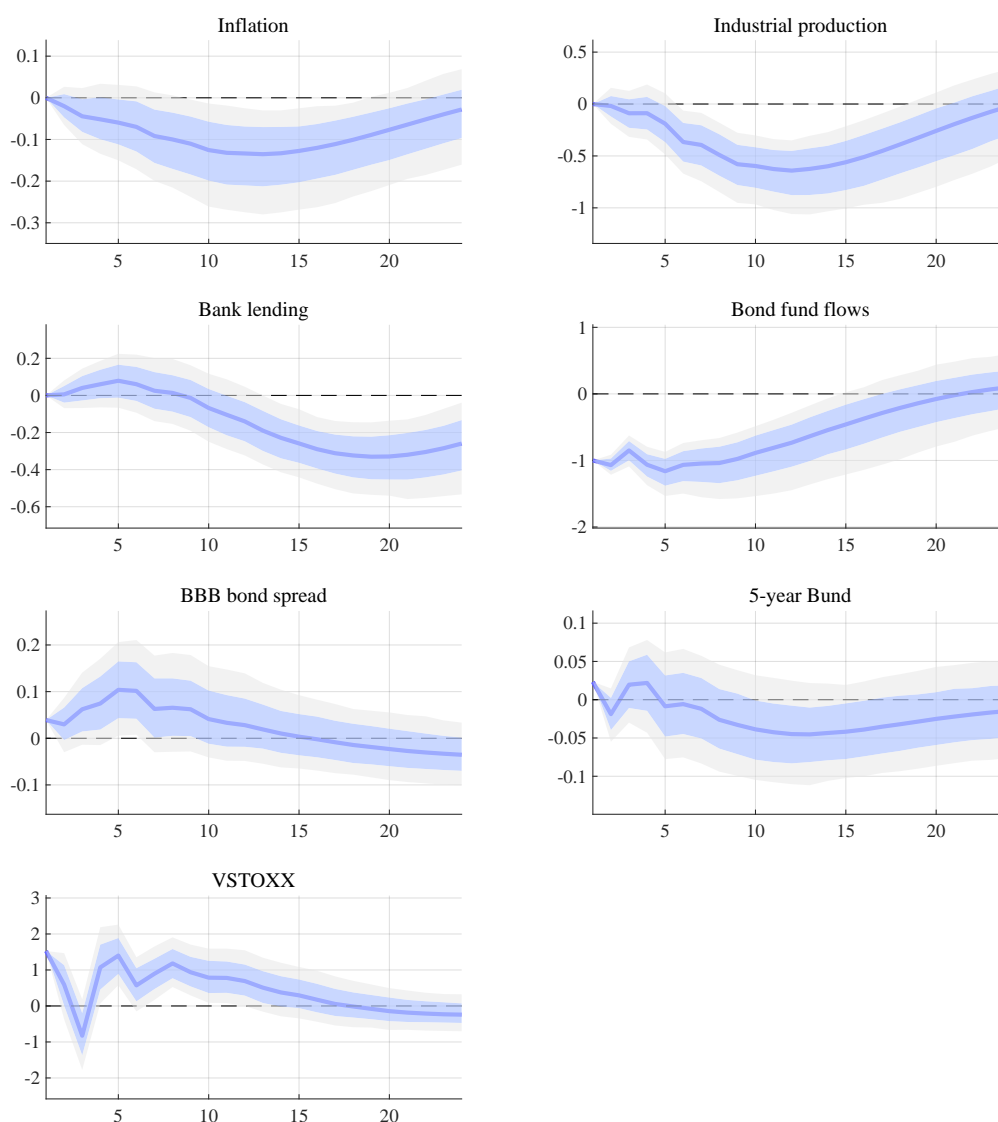 Inflation
0.1
0
-0.1
-0.2
-0.3
5 10 15 20
Industrial production
0.5
0
-0.5
-1
5 10 15 20
Bank lending
0.2
0
-0.2
-0.4
-0.6
5 10 15 20
Bond fund flows
1
0
-1
-2
5 10 15 20
BBB bond spread
0.2
0.1
0
-0.1
5 10 15 20
5-year Bund
0.1
0.05
0
-0.05
-0.1
5 10 15 20
VSTOXX
3
2
1
0
-1
-2
5 10 15 20